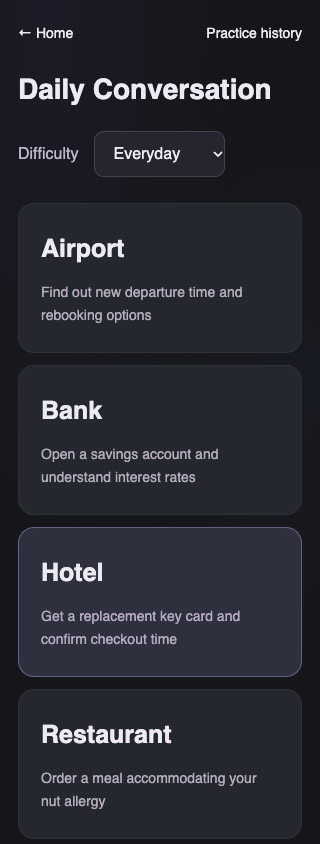 ← Home
Practice history
Daily Conversation
Difficulty
Everyday
Airport
Find out new departure time and
rebooking options
Bank
Open a savings account and
understand interest rates
Hotel
Get a replacement key card and
confirm checkout time
Restaurant
Order a meal accommodating your
nut allergy